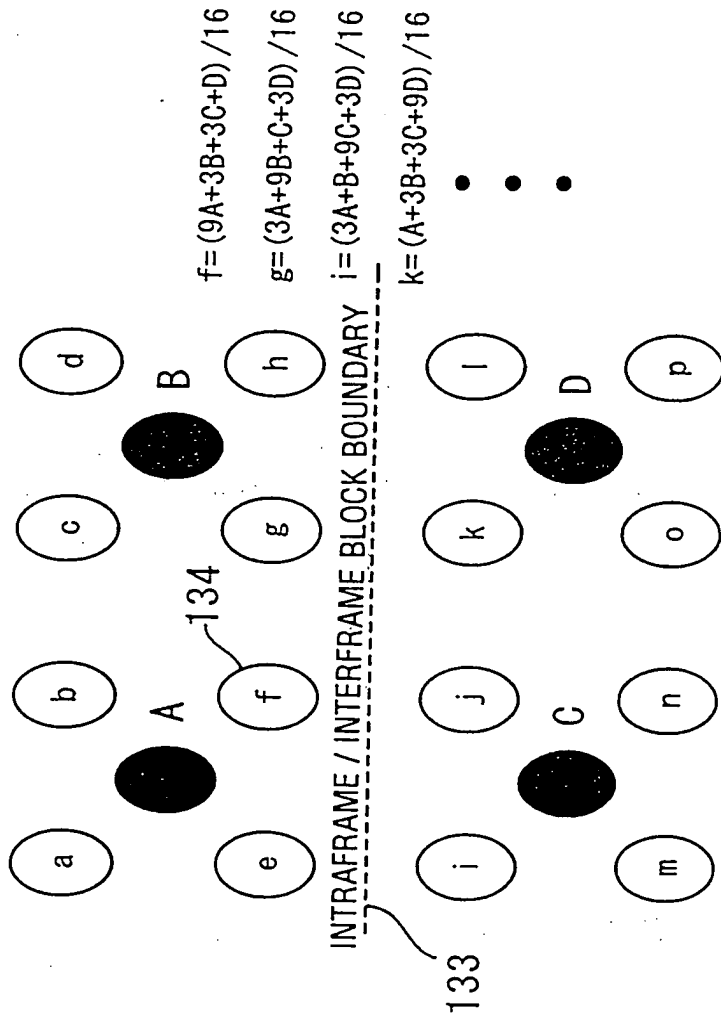 a b c d
A B
134
e f g h
INTRAFRAME / INTERFRAME BLOCK BOUNDARY
133
i j k l
C D
m n o p
f=(9A+3B+3C+D)/16
g=(3A+9B+C+3D)/16
i=(3A+B+9C+3D)/16
k=(A+3B+3C+9D)/16